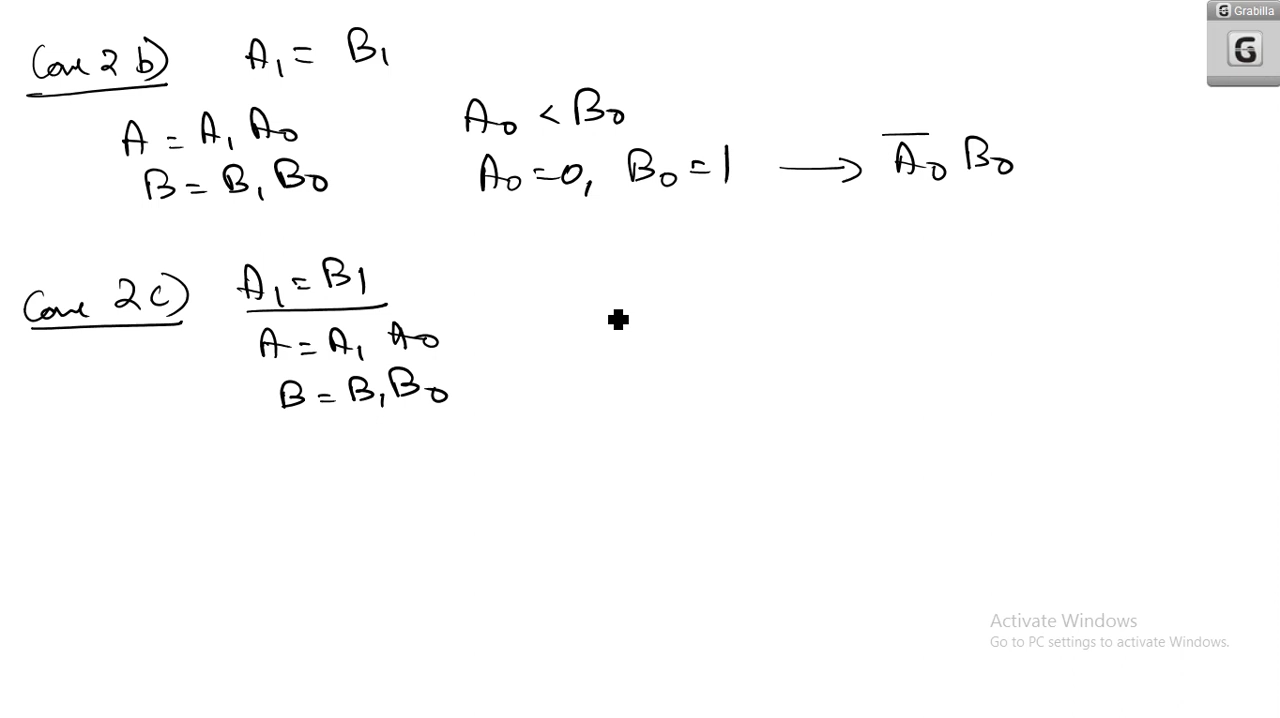 Grabilla
Case 2 b) A₁ = B₁
A = A₁ A₀
B = B₁ B₀
A₀ < B₀
A₀ = 0, B₀ = 1 → A̅₀ B₀
Case 2 c) A₁ = B1
A = A₁ A₀
B = B₁ B₀
Activate Windows
Go to PC settings to activate Windows.